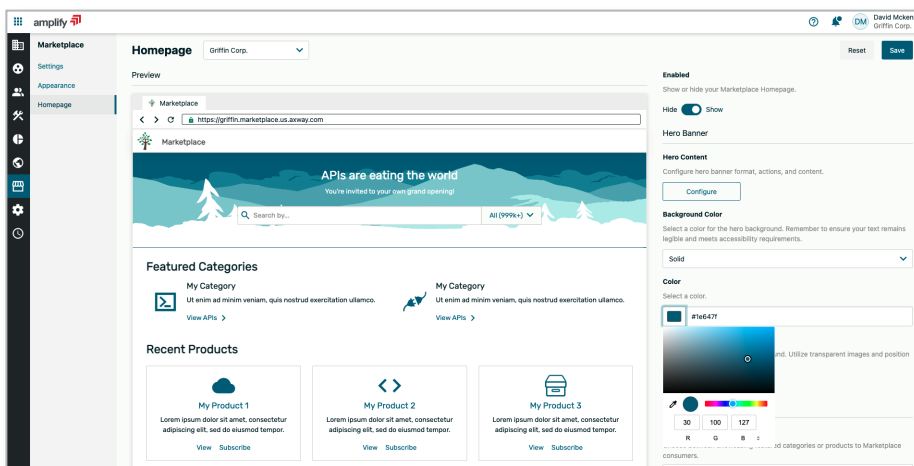 amplify
DM
David Mcken
Griffin Corp.
Marketplace
Settings
Appearance
Homepage
Homepage
Griffin Corp.
Reset
Save
Preview
Marketplace
https://griffin.marketplace.us.axway.com
Marketplace
APIs are eating the world
You're invited to your own grand opening!
Search by...
All (999k+)
Featured Categories
My Category
Ut enim ad minim veniam, quis nostrud exercitation ullamco.
View APIs
My Category
Ut enim ad minim veniam, quis nostrud exercitation ullamco.
View APIs
Recent Products
My Product 1
Lorem ipsum dolor sit amet, consectetur
adipiscing elit, sed do eiusmod tempor.
View Subscribe
My Product 2
Lorem ipsum dolor sit amet, consectetur
adipiscing elit, sed do eiusmod tempor.
View Subscribe
My Product 3
Lorem ipsum dolor sit amet, consectetur
adipiscing elit, sed do eiusmod tempor.
View Subscribe
Enabled
Show or hide your Marketplace Homepage.
Hide Show
Hero Banner
Hero Content
Configure hero banner format, actions, and content.
Configure
Background Color
Select a color for the hero background. Remember to ensure your text remains
legible and meets accessibility requirements.
Solid
Color
Select a color.
#1e647f
und. Utilize transparent images and position
30 100 127
R G B
ed categories or products to Marketplace
consumers.